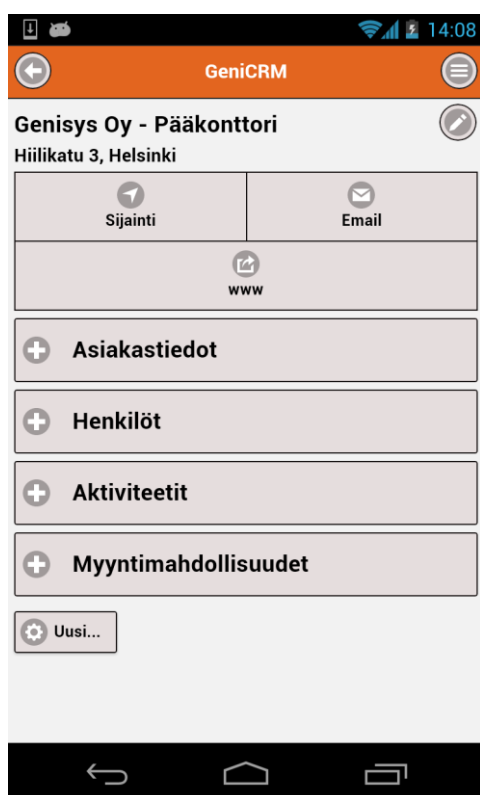 14:08
GeniCRM
Genisys Oy - Pääkonttori
Hiilikatu 3, Helsinki
Sijainti
Email
www
Asiakastiedot
Henkilöt
Aktiviteetit
Myyntimahdollisuudet
Uusi...